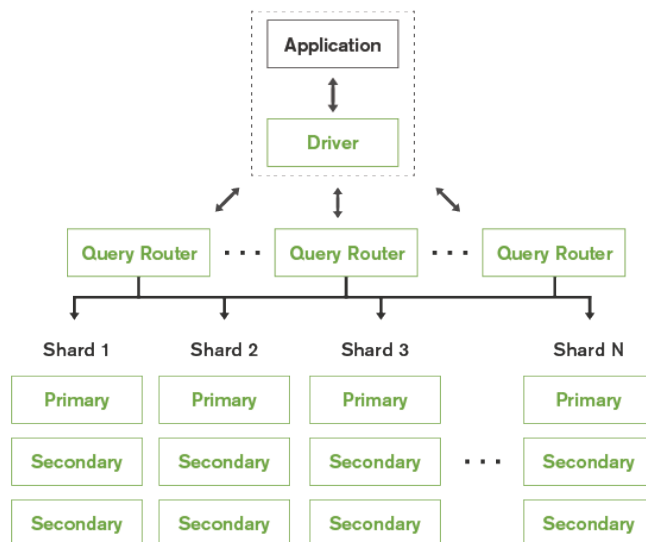 Application
Driver
Query Router ... Query Router ... Query Router
Shard 1 Shard 2 Shard 3 Shard N
Primary Primary Primary Primary
Secondary Secondary Secondary ... Secondary
Secondary Secondary Secondary Secondary